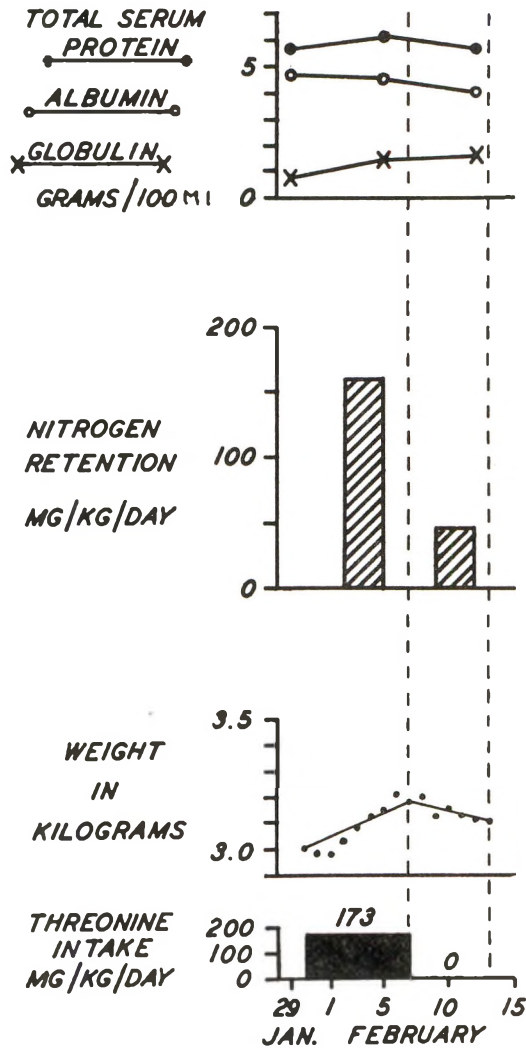 TOTAL SERUM
PROTEIN
ALBUMIN
GLOBULIN
GRAMS/100 Ml
5
0
200
100
0
NITROGEN
RETENTION
MG/KG/DAY
3.5
3.0
WEIGHT
IN
KILOGRAMS
THREONINE
INTAKE
MG/KG/DAY
200
100
0
173
0
29 1 5 10 15
JAN. FEBRUARY